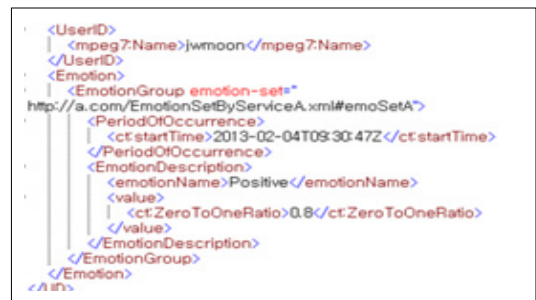 <UserID>
<mpeg7:Name>jwmoon</mpeg7:Name>
</UserID>
<Emotion>
<EmotionGroup emotion-set="
http://a.com/EmotionSetByServiceA.xml#emoSetA">
<PeriodOfOccurrence>
<ct:startTime>2013-02-04T09:30:47Z</ct:startTime>
</PeriodOfOccurrence>
<EmotionDescription>
<emotionName>Positive</emotionName>
<value>
<ct:ZeroToOneRatio>0.8</ct:ZeroToOneRatio>
</value>
</EmotionDescription>
</EmotionGroup>
</Emotion>
</UD>